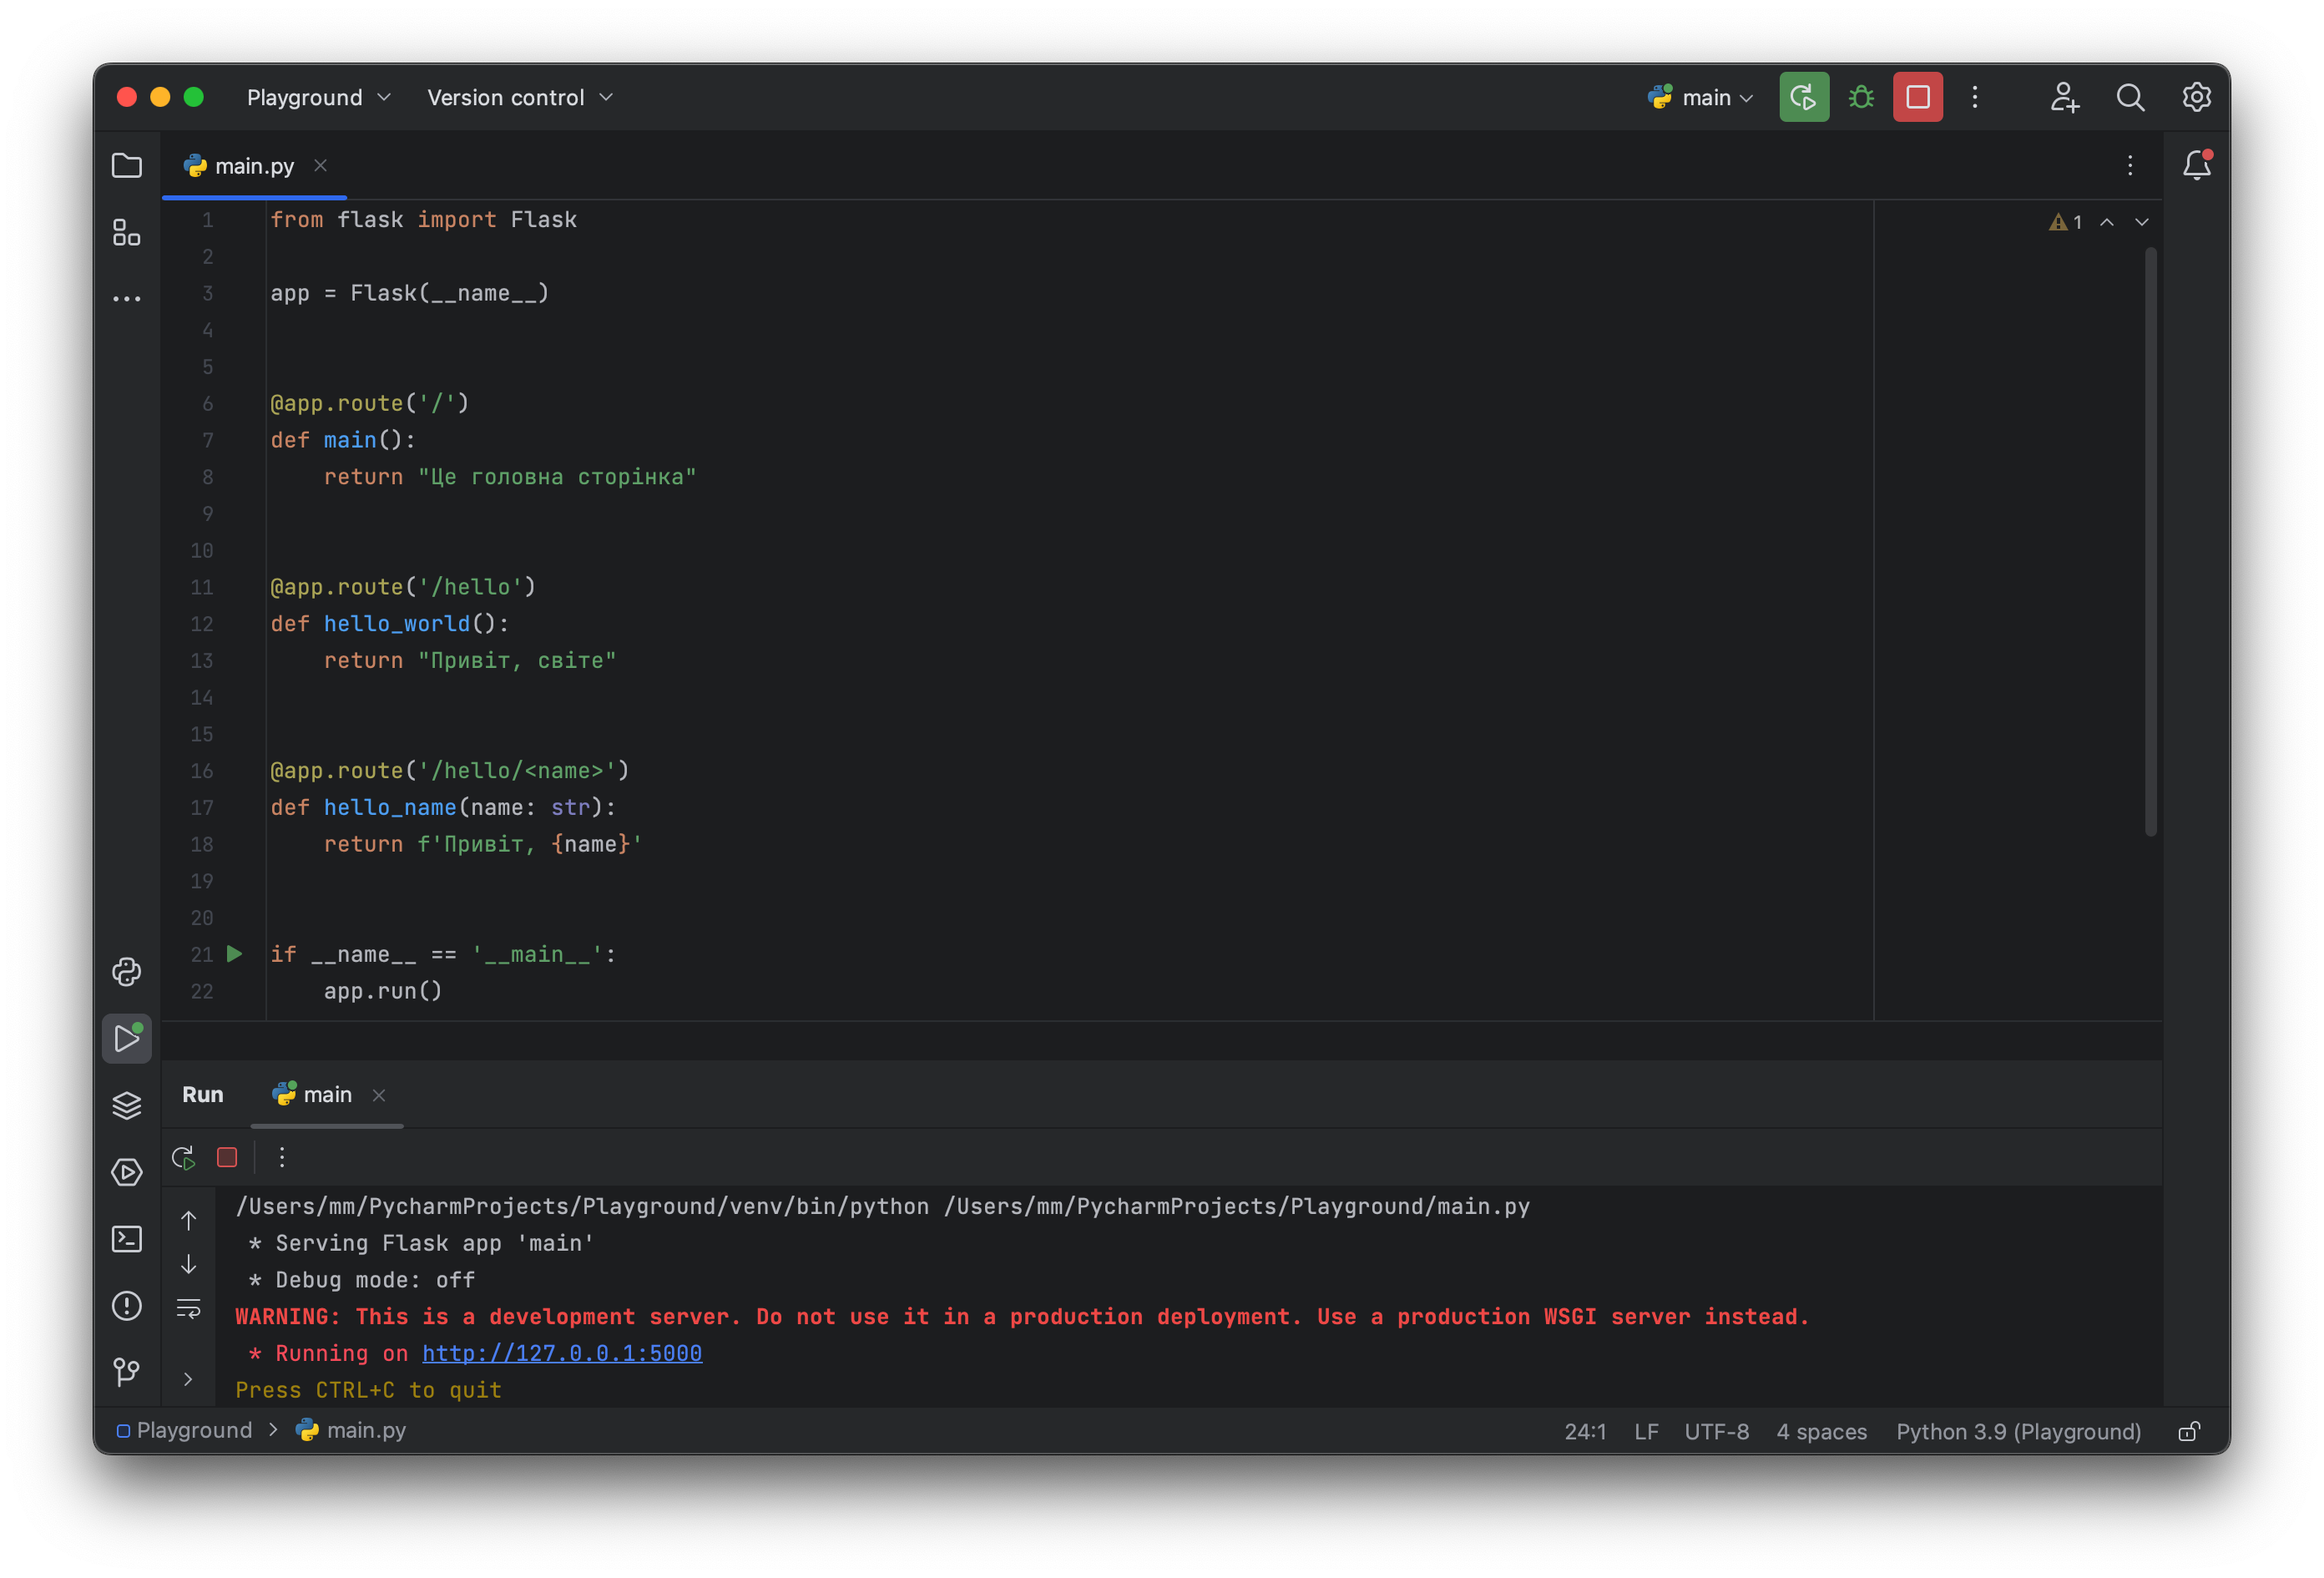 Playground Version control main
main.py
1 from flask import Flask
1
2
3 app = Flask(__name__)
4
5
6 @app.route('/')
7 def main():
8     return "Це головна сторінка"
9
10
11 @app.route('/hello')
12 def hello_world():
13     return "Привіт, світе"
14
15
16 @app.route('/hello/<name>')
17 def hello_name(name: str):
18     return f'Привіт, {name}'
19
20
21 if __name__ == '__main__':
22     app.run()
Run main
/Users/mm/PycharmProjects/Playground/venv/bin/python /Users/mm/PycharmProjects/Playground/main.py
* Serving Flask app 'main'
* Debug mode: off
WARNING: This is a development server. Do not use it in a production deployment. Use a production WSGI server instead.
* Running on http://127.0.0.1:5000
Press CTRL+C to quit
Playground > main.py 24:1 LF UTF-8 4 spaces Python 3.9 (Playground)